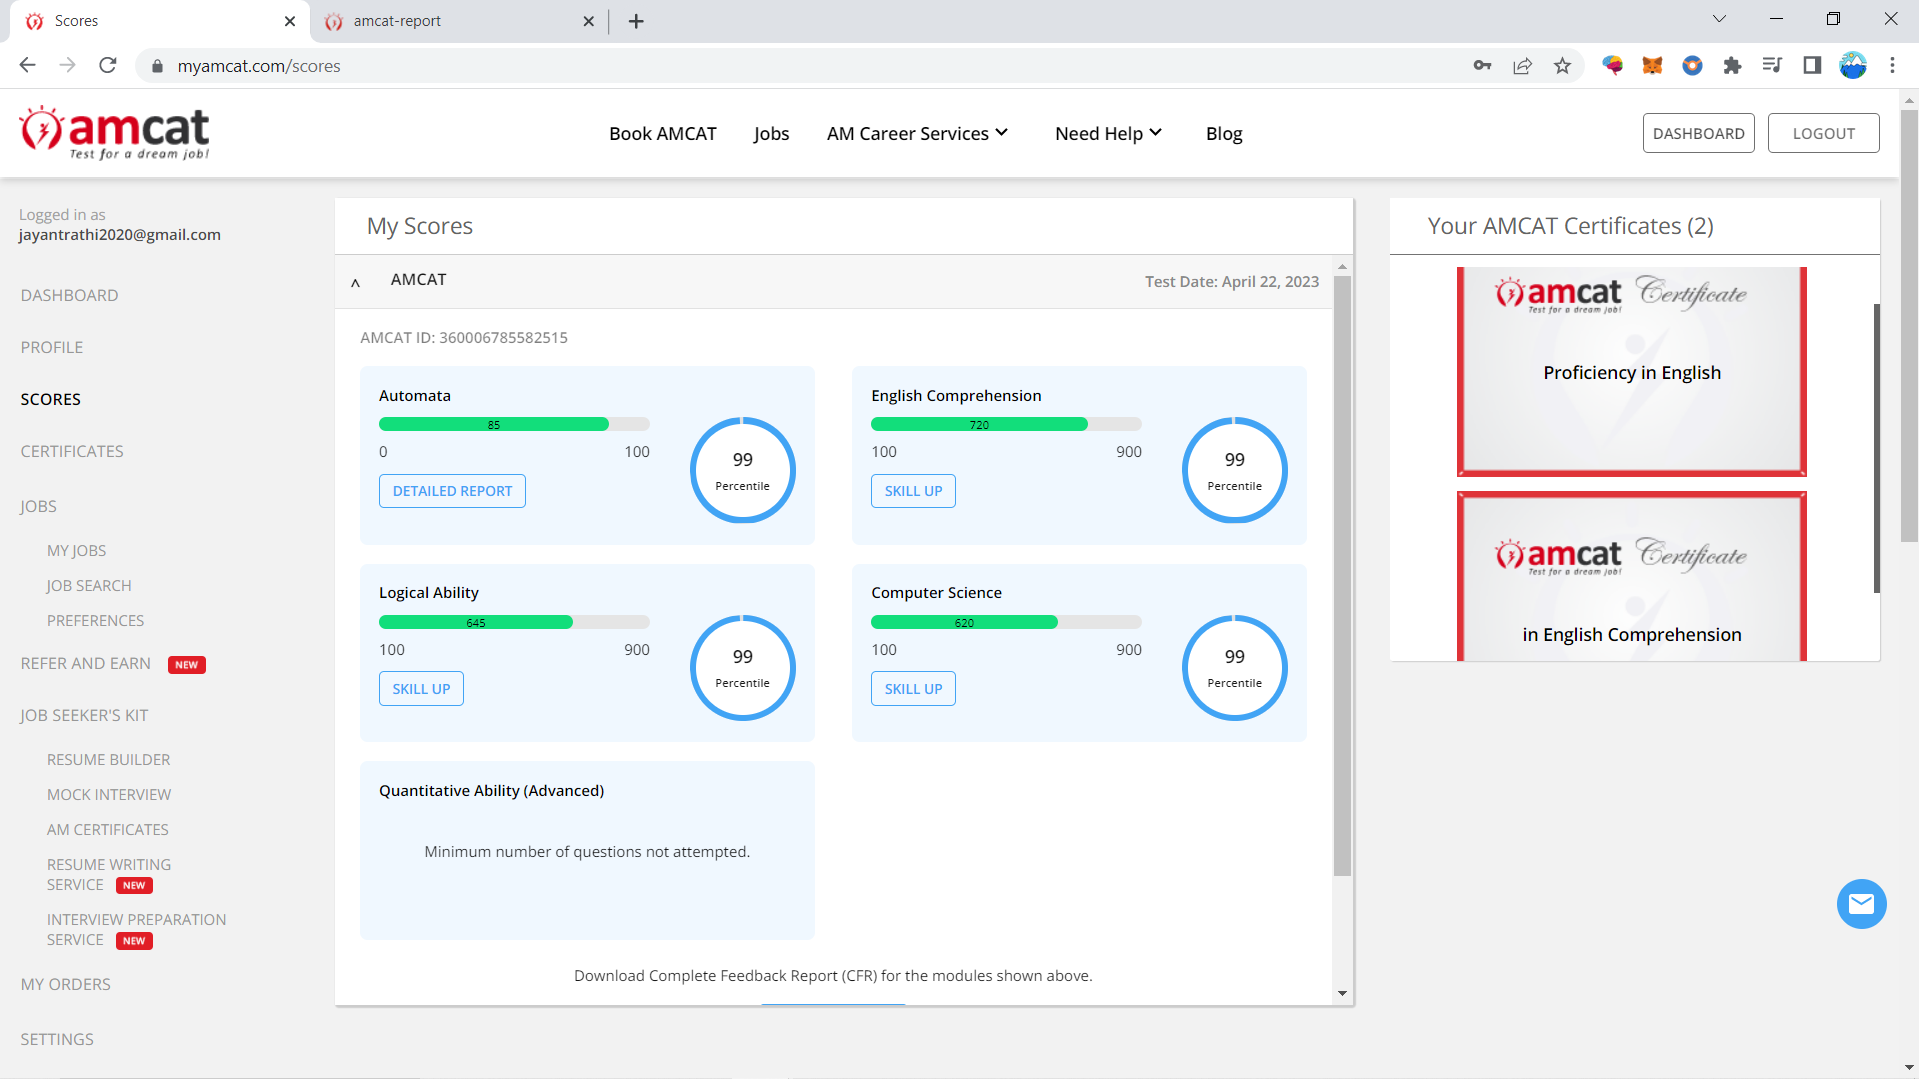 Scores
amcat-report
myamcat.com/scores
amcat
Test for a dream job!
Book AMCAT
Jobs
AM Career Services
Need Help
Blog
DASHBOARD
LOGOUT
Logged in as
jayantrathi2020@gmail.com
DASHBOARD
PROFILE
SCORES
CERTIFICATES
JOBS
MY JOBS
JOB SEARCH
PREFERENCES
REFER AND EARN NEW
JOB SEEKER'S KIT
RESUME BUILDER
MOCK INTERVIEW
AM CERTIFICATES
RESUME WRITING
SERVICE NEW
INTERVIEW PREPARATION
SERVICE NEW
MY ORDERS
SETTINGS
My Scores
AMCAT
Test Date: April 22, 2023
AMCAT ID: 360006785582515
Automata
85
0 100
DETAILED REPORT
99
Percentile
English Comprehension
720
100 900
SKILL UP
99
Percentile
Logical Ability
645
100 900
SKILL UP
99
Percentile
Computer Science
620
100 900
SKILL UP
99
Percentile
Quantitative Ability (Advanced)
Minimum number of questions not attempted.
Download Complete Feedback Report (CFR) for the modules shown above.
Your AMCAT Certificates (2)
amcat Certificate
Test for a dream job!
Proficiency in English
amcat Certificate
Test for a dream job!
in English Comprehension